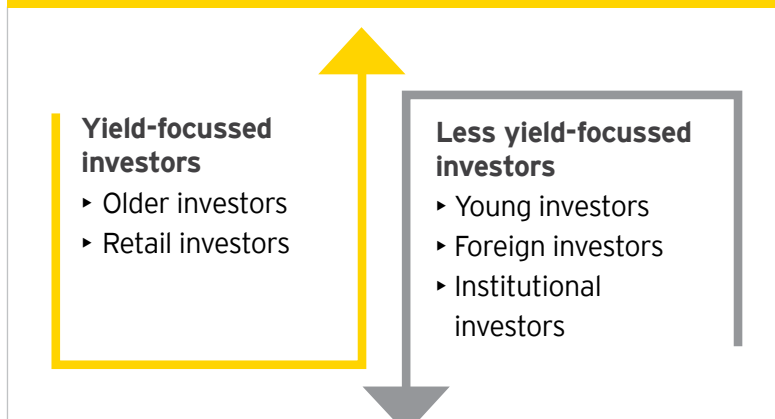 Yield-focussed
investors
‣ Older investors
‣ Retail investors
Less yield-focussed
investors
‣ Young investors
‣ Foreign investors
‣ Institutional
investors